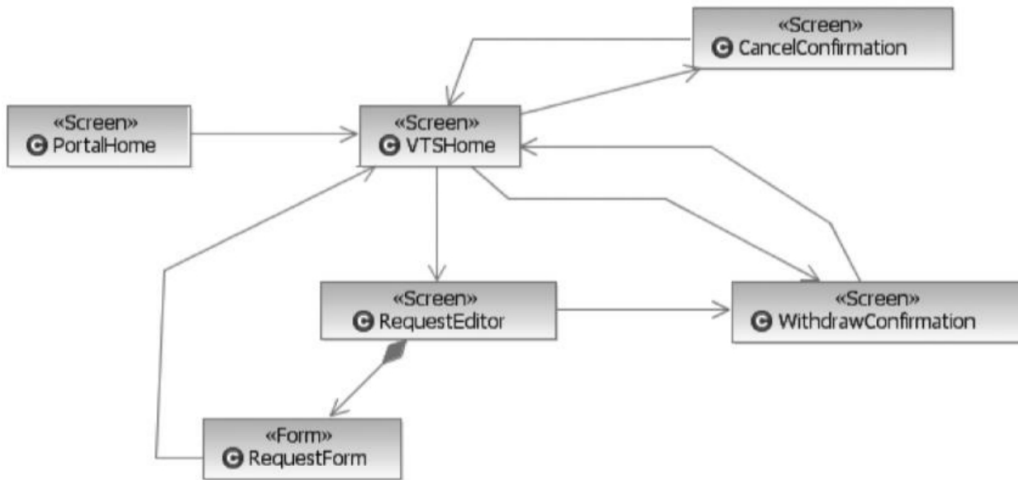 «Screen»
C CancelConfirmation
«Screen»
C PortalHome
«Screen»
C VTSHome
«Screen»
C RequestEditor
«Screen»
C WithdrawConfirmation
«Form»
C RequestForm